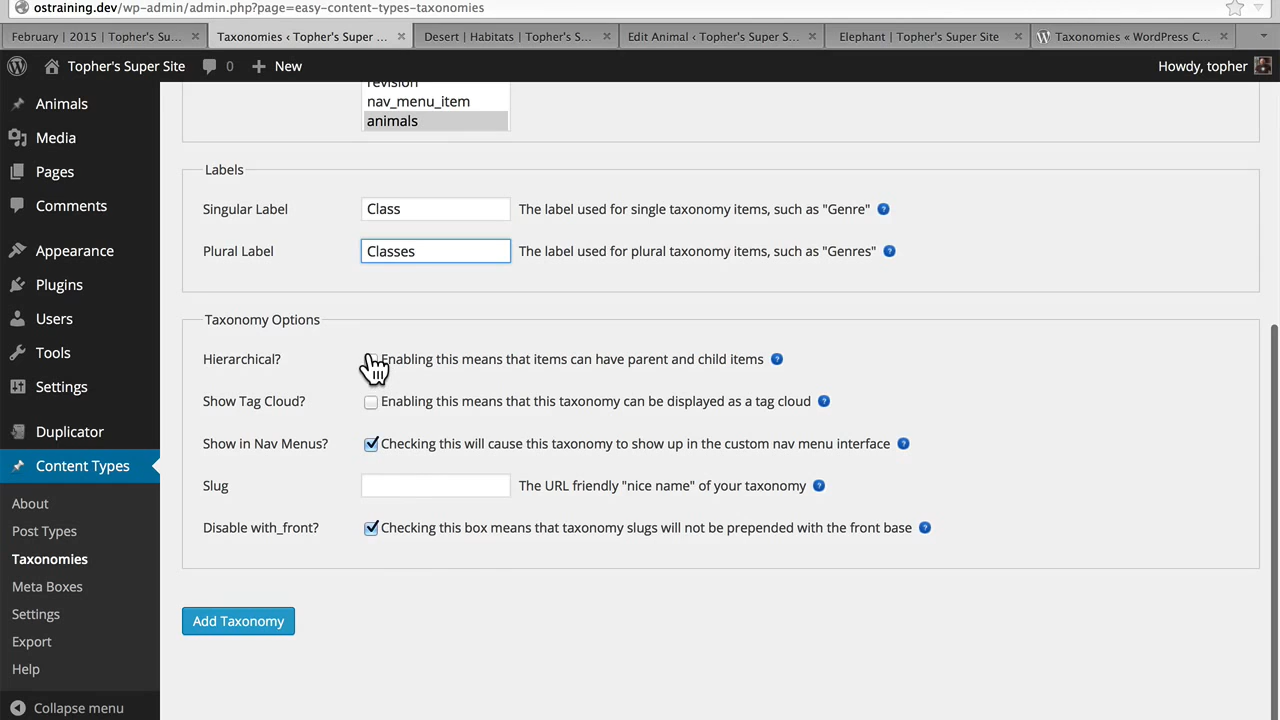 ostraining.dev/wp-admin/admin.php?page=easy-content-types-taxonomies
February | 2015 | Topher's Su...
Taxonomies ‹ Topher's Super ...
Desert | Habitats | Topher's S...
Edit Animal ‹ Topher's Super S...
Elephant | Topher's Super Site
Taxonomies « WordPress C...
Topher's Super Site
0
New
Howdy, topher
Animals
Media
Pages
Comments
Appearance
Plugins
Users
Tools
Settings
Duplicator
Content Types
About
Post Types
Taxonomies
Meta Boxes
Settings
Export
Help
Collapse menu
revision
nav_menu_item
animals
Labels
Singular Label Class The label used for single taxonomy items, such as "Genre" ?
Plural Label Classes The label used for plural taxonomy items, such as "Genres" ?
Taxonomy Options
Hierarchical? Enabling this means that items can have parent and child items ?
Show Tag Cloud? Enabling this means that this taxonomy can be displayed as a tag cloud ?
Show in Nav Menus? Checking this will cause this taxonomy to show up in the custom nav menu interface ?
Slug The URL friendly "nice name" of your taxonomy ?
Disable with_front? Checking this box means that taxonomy slugs will not be prepended with the front base ?
Add Taxonomy